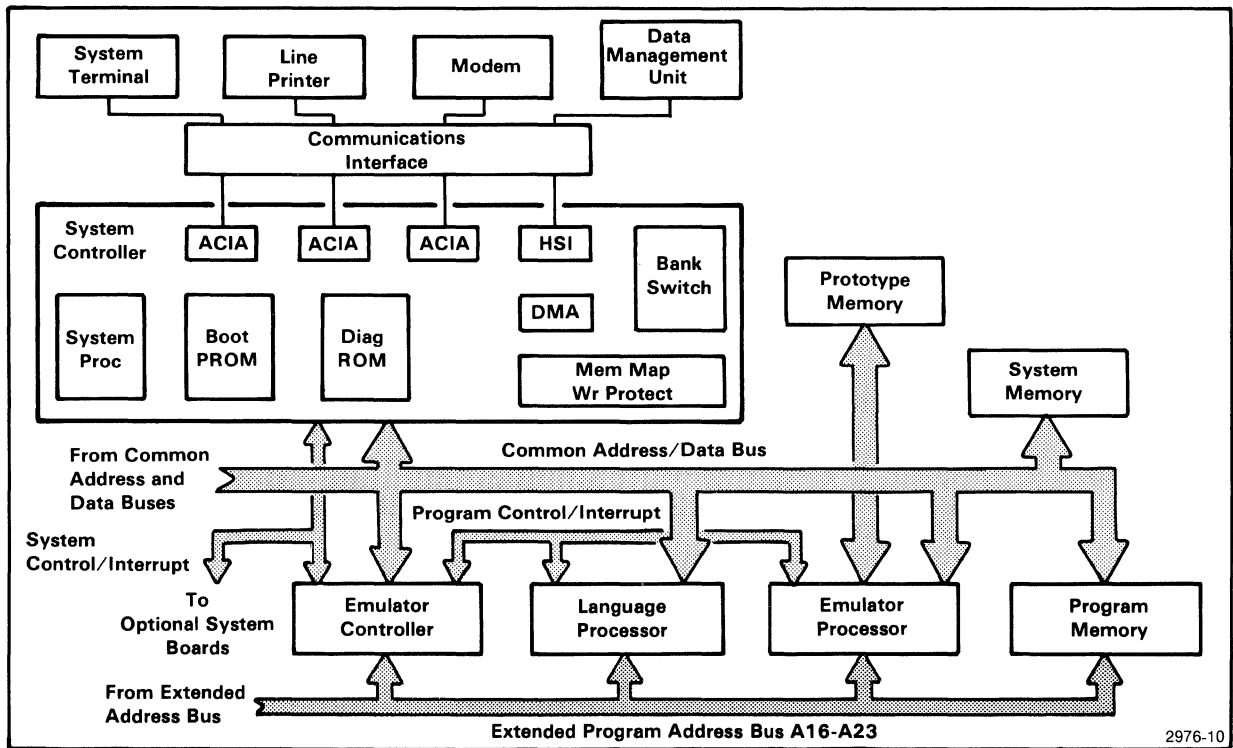 System
Terminal
Line
Printer
Modem
Data
Management
Unit
Communications
Interface
System
Controller
ACIA
ACIA
ACIA
HSI
Bank
Switch
System
Proc
Boot
PROM
Diag
ROM
DMA
Mem Map
Wr Protect
Prototype
Memory
System
Memory
From Common
Address and
Data Buses
Common Address/Data Bus
System
Control/Interrupt
Program Control/Interrupt
To
Optional System
Boards
Emulator
Controller
Language
Processor
Emulator
Processor
Program
Memory
From Extended
Address Bus
Extended Program Address Bus A16-A23
2976-10